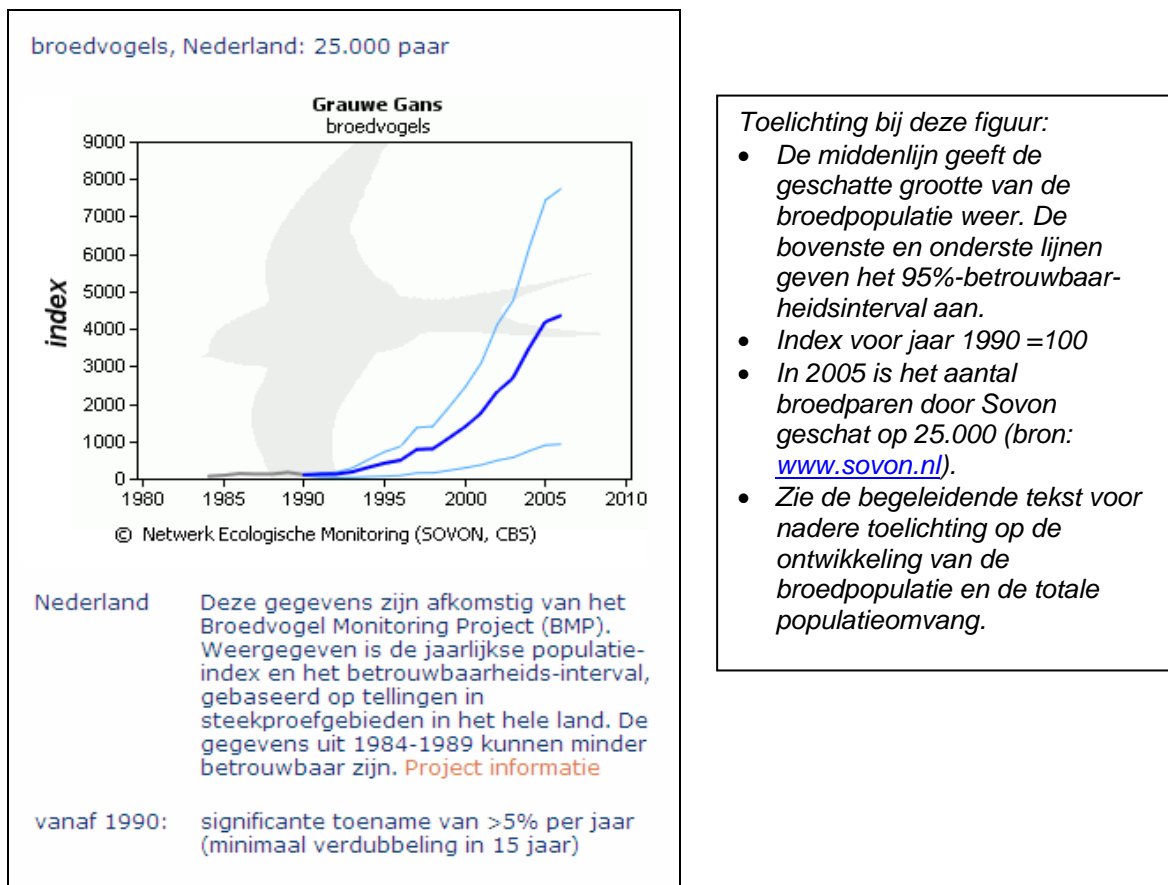 broedvogels, Nederland: 25.000 paar
Grauwe Gans
broedvogels
index
9000
8000
7000
6000
5000
4000
3000
2000
1000
0
1980 1985 1990 1995 2000 2005 2010
© Netwerk Ecologische Monitoring (SOVON, CBS)
Nederland Deze gegevens zijn afkomstig van het
Broedvogel Monitoring Project (BMP).
Weergegeven is de jaarlijkse populatie-
index en het betrouwbaarheids-interval,
gebaseerd op tellingen in
steekproefgebieden in het hele land. De
gegevens uit 1984-1989 kunnen minder
betrouwbaar zijn. Project informatie
vanaf 1990: significante toename van >5% per jaar
(minimaal verdubbeling in 15 jaar)
Toelichting bij deze figuur:
• De middenlijn geeft de
geschatte grootte van de
broedpopulatie weer. De
bovenste en onderste lijnen
geven het 95%-betrouwbaar-
heidsinterval aan.
• Index voor jaar 1990 =100
• In 2005 is het aantal
broedparen door Sovon
geschat op 25.000 (bron:
www.sovon.nl).
• Zie de begeleidende tekst voor
nadere toelichting op de
ontwikkeling van de
broedpopulatie en de totale
populatieomvang.